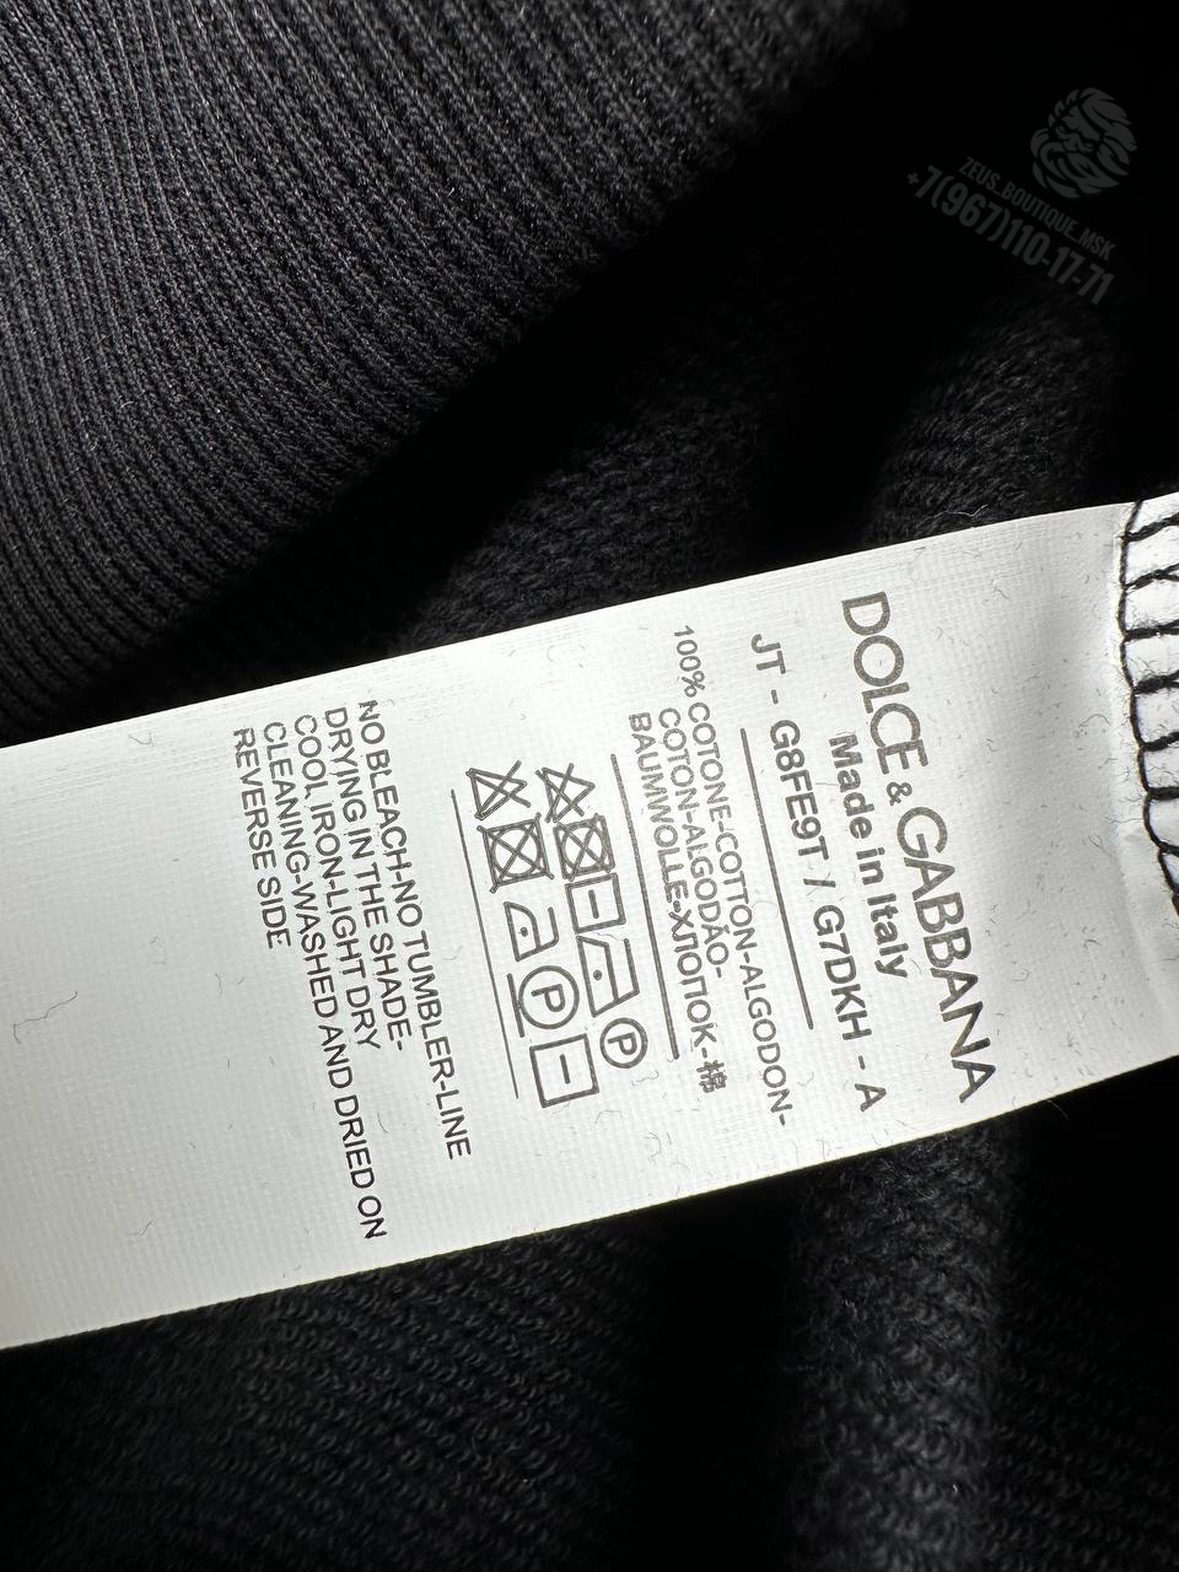 ZEUS_BOUTIQUE_MSK
+7(967)110-17-71
DOLCE & GABBANA
Made in Italy
JT - G8FE9T / G7DKH - A
100% COTONE-COTTON-ALGODON-
COTON-ALGODÃO-
BAUMWOLLE-ХЛОПОК-棉
P
P
NO BLEACH-NO TUMBLER-LINE
DRYING IN THE SHADE-
COOL IRON-LIGHT DRY
CLEANING-WASHED AND DRIED ON
REVERSE SIDE